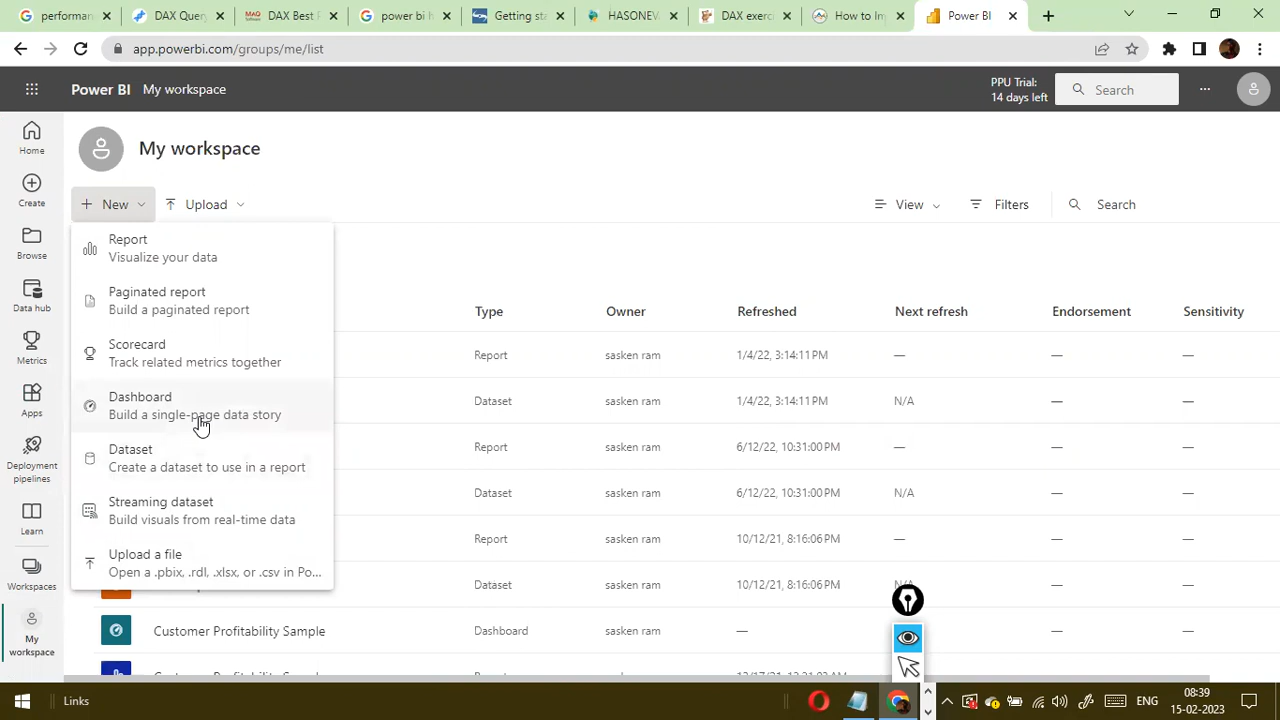 performan
DAX Query
DAX Best F
power bi h
Getting sta
HASONEV
DAX exerci
How to Im
Power BI
app.powerbi.com/groups/me/list
Power BI My workspace
PPU Trial:
14 days left
Search
My workspace
Home
Create
Browse
Data hub
Metrics
Apps
Deployment
pipelines
Learn
Workspaces
My
workspace
New
Upload
View
Filters
Search
Report
Visualize your data
Paginated report
Build a paginated report
Scorecard
Track related metrics together
Dashboard
Build a single-page data story
Dataset
Create a dataset to use in a report
Streaming dataset
Build visuals from real-time data
Upload a file
Open a .pbix, .rdl, .xlsx, or .csv in Po...
Type Owner Refreshed Next refresh Endorsement Sensitivity
Report sasken ram 1/4/22, 3:14:11 PM — — —
Dataset sasken ram 1/4/22, 3:14:11 PM N/A — —
Report sasken ram 6/12/22, 10:31:00 PM — — —
Dataset sasken ram 6/12/22, 10:31:00 PM N/A — —
Report sasken ram 10/12/21, 8:16:06 PM — — —
Dataset sasken ram 10/12/21, 8:16:06 PM N/A — —
Customer Profitability Sample Dashboard sasken ram — — — —
Links
ENG
08:39
15-02-2023